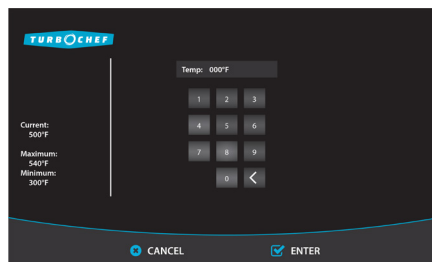 TURBOCHEF
Temp: 000°F
1 2 3
4 5 6
7 8 9
0 <
Current:
500°F
Maximum:
540°F
Minimum:
300°F
CANCEL ENTER